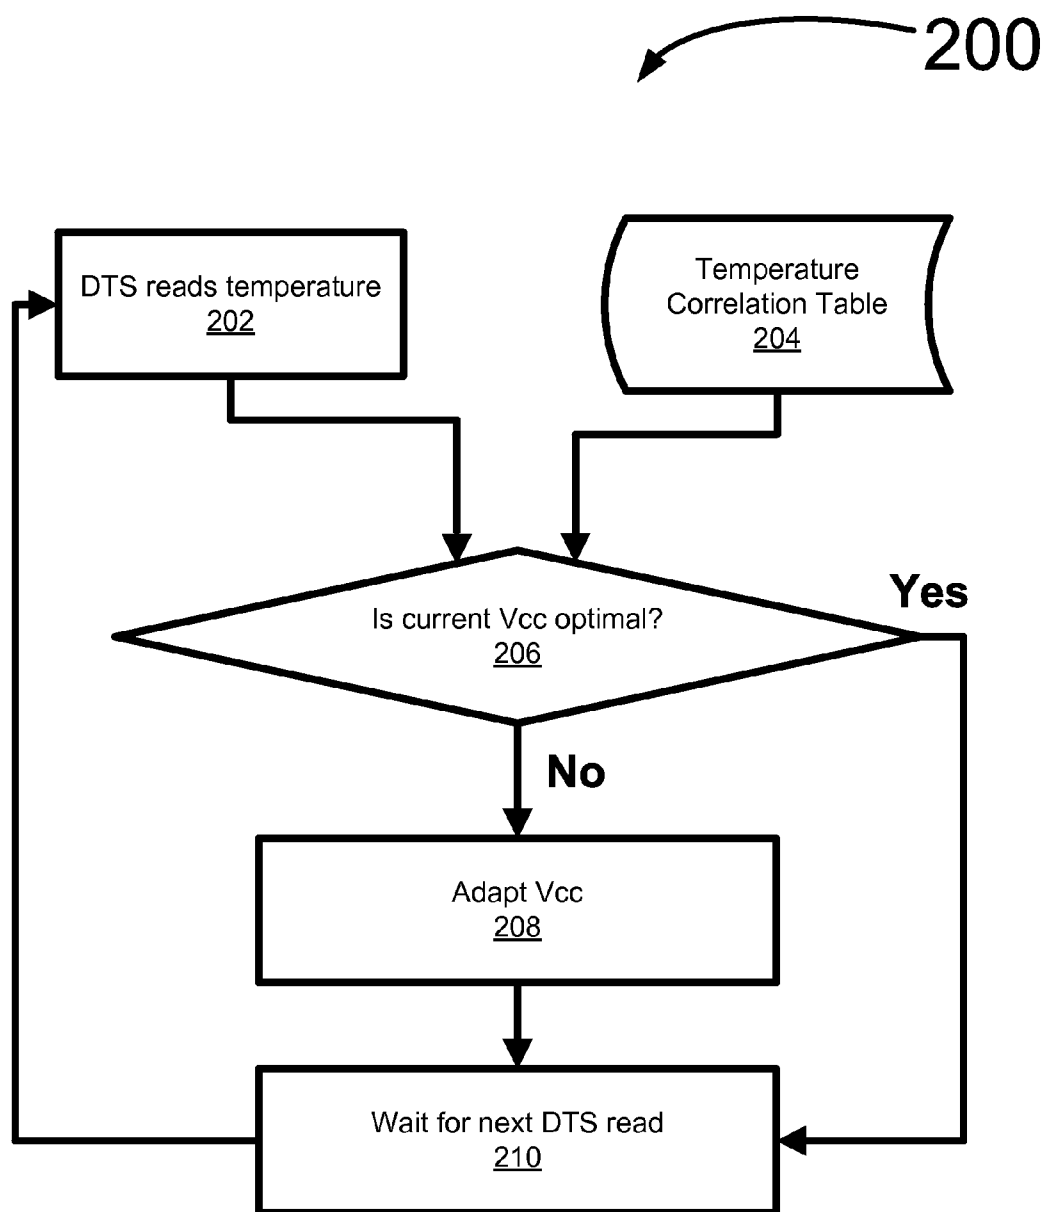 200
DTS reads temperature
202
Temperature
Correlation Table
204
Is current Vcc optimal?
206
Yes
No
Adapt Vcc
208
Wait for next DTS read
210